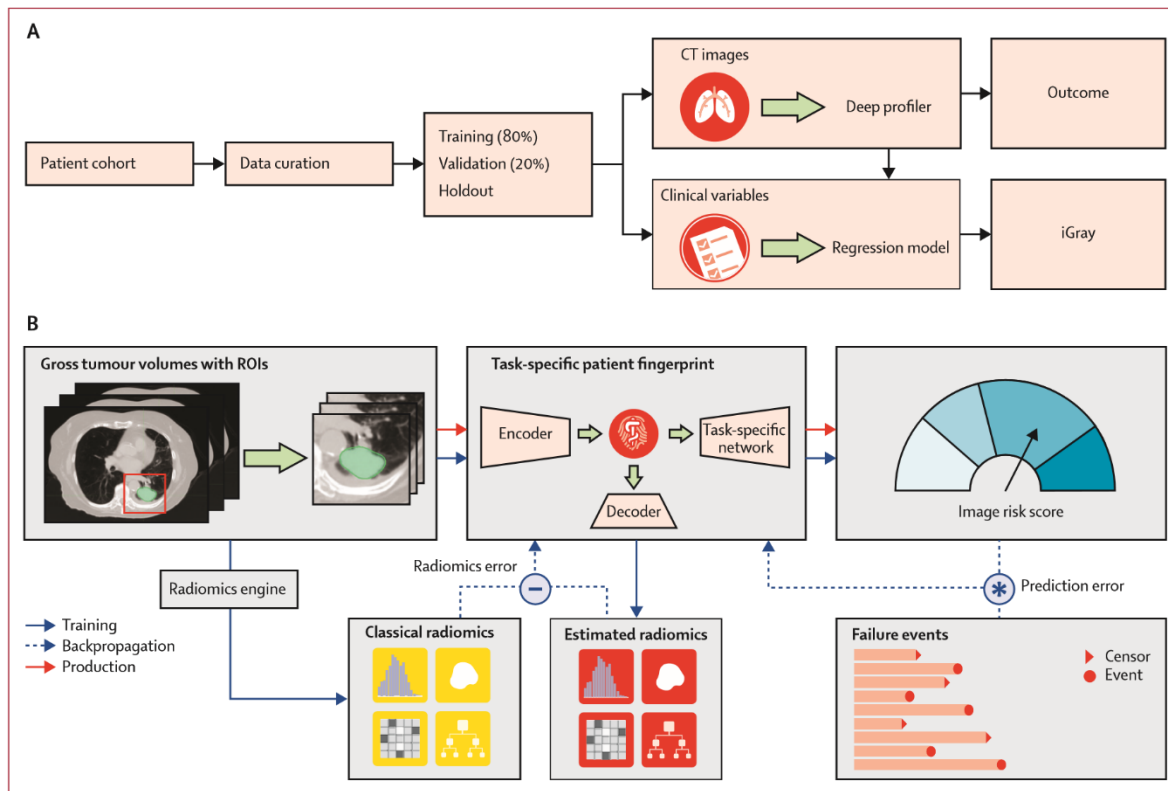 A
Patient cohort
Data curation
Training (80%)
Validation (20%)
Holdout
CT images
Deep profiler
Outcome
Clinical variables
Regression model
iGray
B
Gross tumour volumes with ROIs
Task-specific patient fingerprint
Encoder
Task-specific
network
Decoder
Image risk score
Radiomics engine
Radiomics error
Prediction error
Training
Backpropagation
Production
Classical radiomics
Estimated radiomics
Failure events
Censor
Event